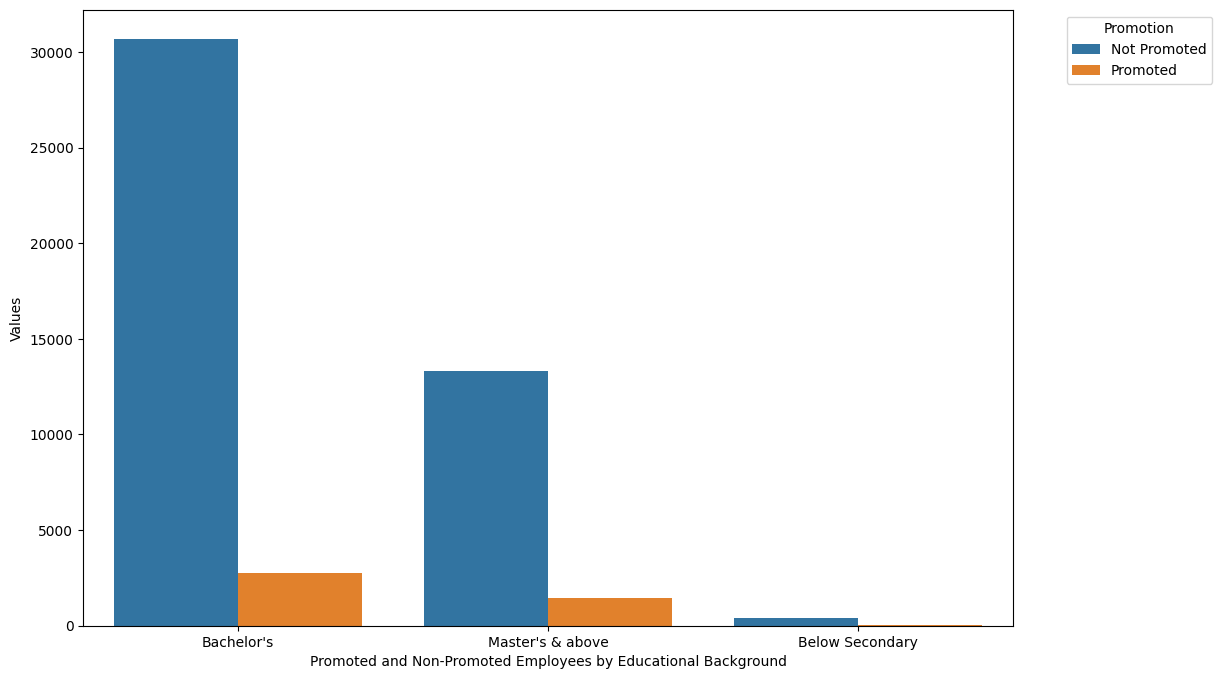 Promotion
Not Promoted
Promoted
30000
25000
20000
15000
10000
5000
0
Values
Bachelor's
Master's & above
Below Secondary
Promoted and Non-Promoted Employees by Educational Background